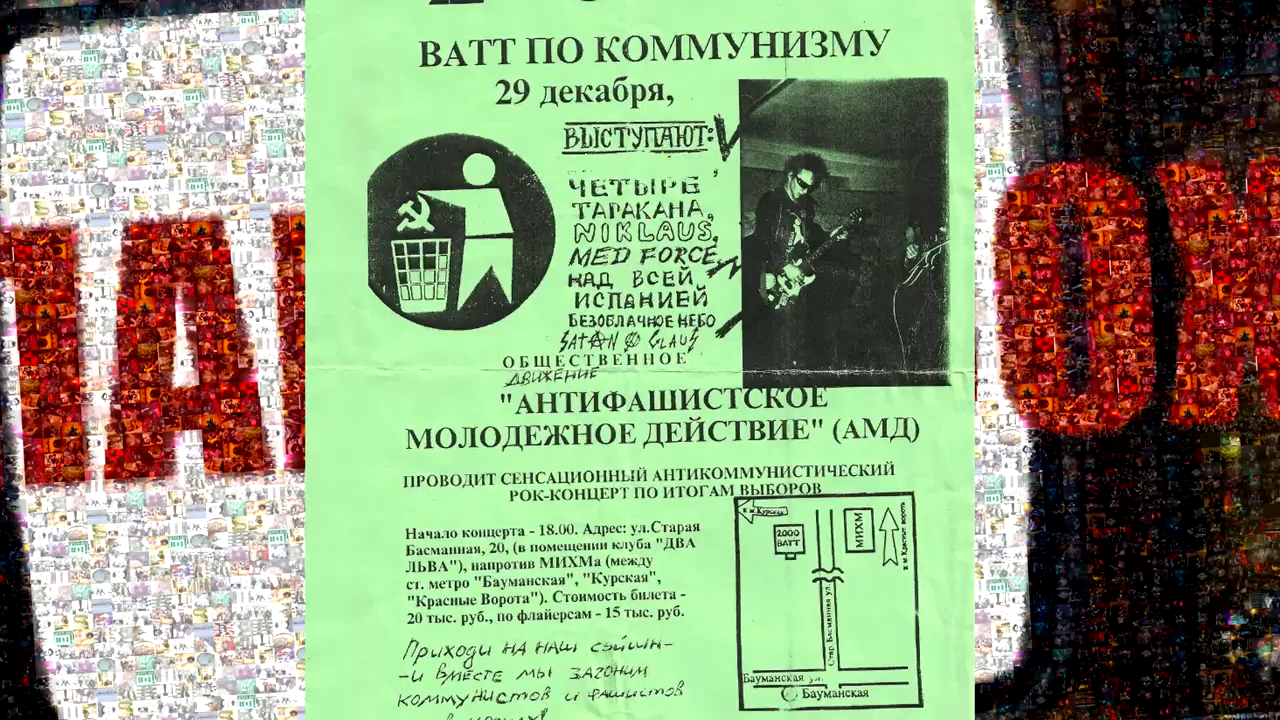 ВАТТ ПО КОММУНИЗМУ
29 декабря,
ВЫСТУПАЮТ:
ЧЕТЫРЕ
ТАРАКАНА,
NIKLAUS,
MED FORCE,
НАД ВСЕЙ
ИСПАНИЕЙ
БЕЗОБЛАЧНОЕ НЕБО
SATAN GLAUS
ОБЩЕСТВЕННОЕ
ДВИЖЕНИЕ
"АНТИФАШИСТСКОЕ
МОЛОДЕЖНОЕ ДЕЙСТВИЕ" (АМД)
ПРОВОДИТ СЕНСАЦИОННЫЙ АНТИКОММУНИСТИЧЕСКИЙ
РОК-КОНЦЕРТ ПО ИТОГАМ ВЫБОРОВ
Начало концерта - 18.00. Адрес: ул.Старая
Басманная, 20, (в помещении клуба "ДВА
ЛЬВА"), напротив МИХМа (между
ст. метро "Бауманская", "Курская",
"Красные Ворота"). Стоимость билета -
20 тыс. руб., по флайерсам - 15 тыс. руб.
Приходи на наш сэйшн-
-и вместе мы загоним
коммунистов и фашистов
к м.Курская
2000
ВАТТ
МИХМ
к м.Красные ворота
Стар. Басманная ул.
Бауманская ул.
Бауманская